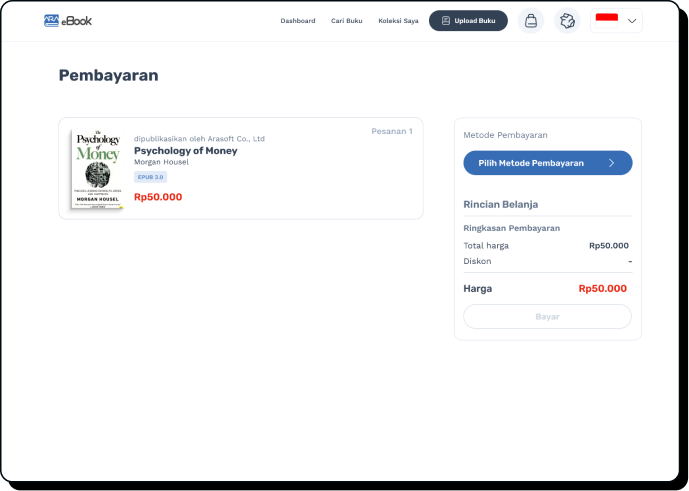 ARA eBook
Dashboard
Cari Buku
Koleksi Saya
Upload Buku
Pembayaran
Pesanan 1
dipublikasikan oleh Arasoft Co., Ltd
Psychology of Money
Morgan Housel
EPUB 3.0
Rp50.000
The
Psychology
of
Money
MORGAN HOUSEL
Metode Pembayaran
Pilih Metode Pembayaran
Rincian Belanja
Ringkasan Pembayaran
Total harga Rp50.000
Diskon -
Harga Rp50.000
Bayar